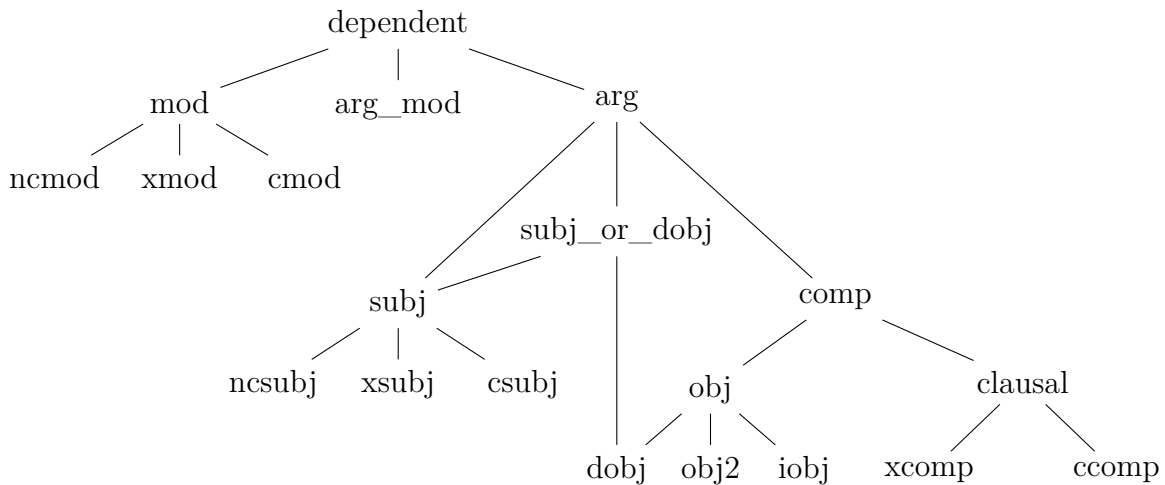 dependent
mod arg_mod arg
ncmod xmod cmod
subj_or_dobj
subj comp
ncsubj xsubj csubj obj clausal
dobj obj2 iobj xcomp ccomp